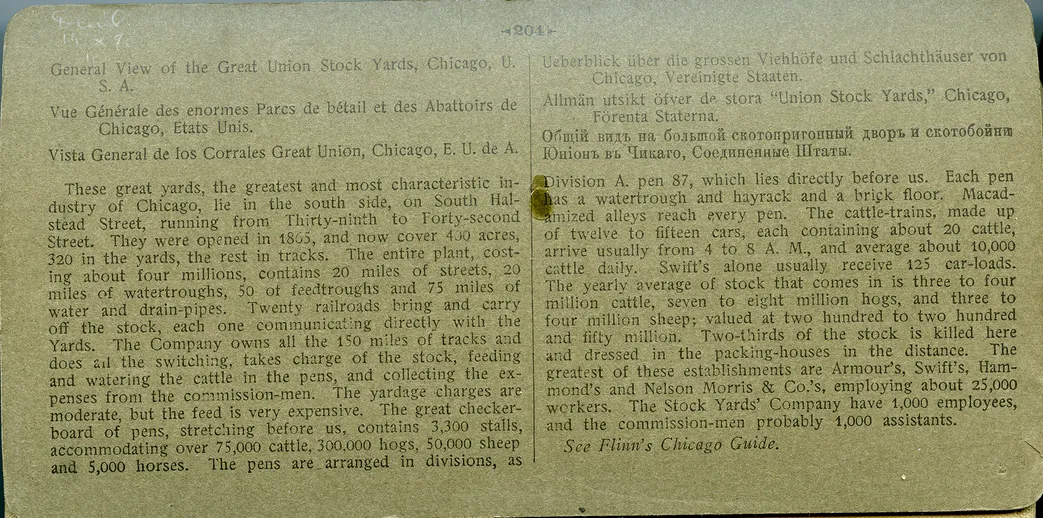 204
General View of the Great Union Stock Yards, Chicago, U.
S. A.
Vue Générale des enormes Parcs de bétail et des Abattoirs de
Chicago, Etats Unis.
Vista General de los Corrales Great Union, Chicago, E. U. de A.
These great yards, the greatest and most characteristic in-
dustry of Chicago, lie in the south side, on South Hal-
stead Street, running from Thirty-ninth to Forty-second
Street. They were opened in 1865, and now cover 400 acres,
320 in the yards, the rest in tracks. The entire plant, cost-
ing about four millions, contains 20 miles of streets, 20
miles of watertroughs, 50 of feedtroughs and 75 miles of
water and drain-pipes. Twenty railroads bring and carry
off the stock, each one communicating directly with the
Yards. The Company owns all the 150 miles of tracks and
does all the switching, takes charge of the stock, feeding
and watering the cattle in the pens, and collecting the ex-
penses from the commission-men. The yardage charges are
moderate, but the feed is very expensive. The great checker-
board of pens, stretching before us, contains 3,300 stalls,
accommodating over 75,000 cattle, 300,000 hogs, 50,000 sheep
and 5,000 horses. The pens are arranged in divisions, as
Ueberblick über die grossen Viehhöfe und Schlachthäuser von
Chicago, Vereinigte Staaten.
Allmän utsikt öfver de stora "Union Stock Yards," Chicago,
Förenta Staterna.
Общій видъ на большой скотопригонный дворъ и скотобойню
Юніонъ въ Чикаго, Соединенные Штаты.
Division A. pen 87, which lies directly before us. Each pen
has a watertrough and hayrack and a brick floor. Macad-
amized alleys reach every pen. The cattle-trains, made up
of twelve to fifteen cars, each containing about 20 cattle,
arrive usually from 4 to 8 A. M., and average about 10,000
cattle daily. Swift's alone usually receive 125 car-loads.
The yearly average of stock that comes in is three to four
million cattle, seven to eight million hogs, and three to
four million sheep; valued at two hundred to two hundred
and fifty million. Two-thirds of the stock is killed here
and dressed in the packing-houses in the distance. The
greatest of these establishments are Armour's, Swift's, Ham-
mond's and Nelson Morris & Co.'s, employing about 25,000
workers. The Stock Yards' Company have 1,000 employees,
and the commission-men probably 1,000 assistants.
See Flinn's Chicago Guide.